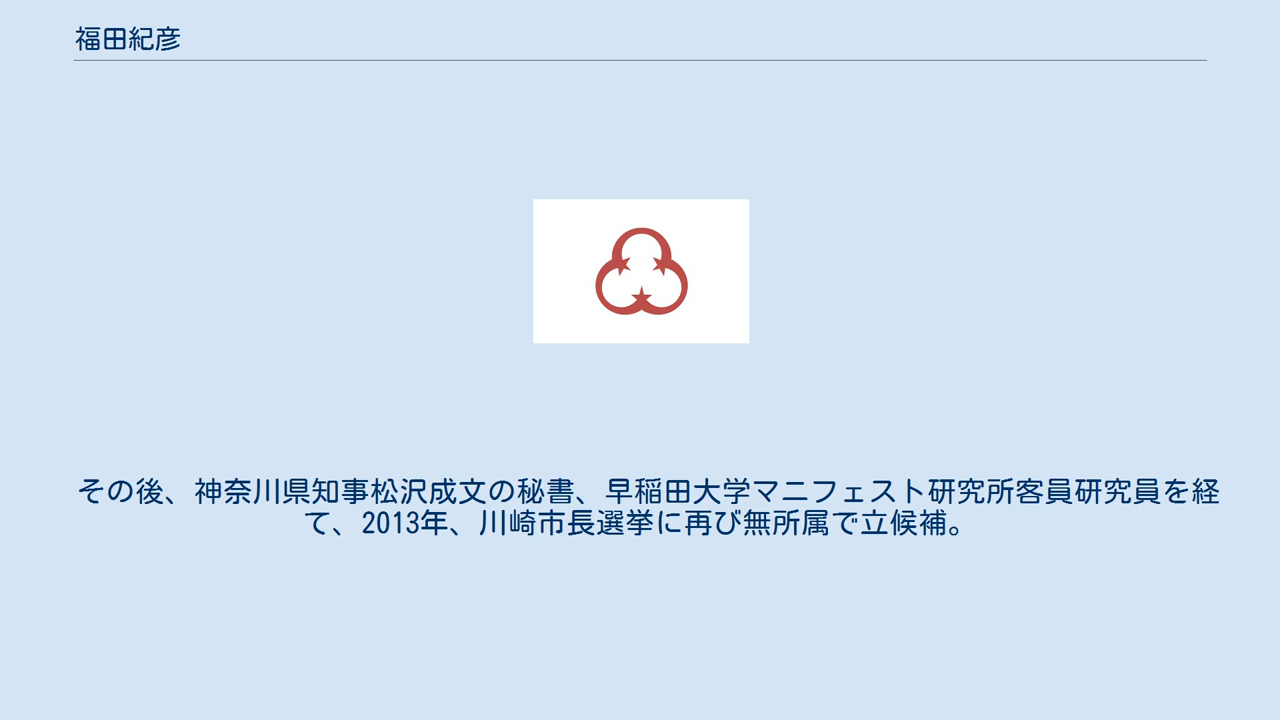 福田紀彦
その後、神奈川県知事松沢成文の秘書、早稲田大学マニフェスト研究所客員研究員を経
て、2013年、川崎市長選挙に再び無所属で立候補。